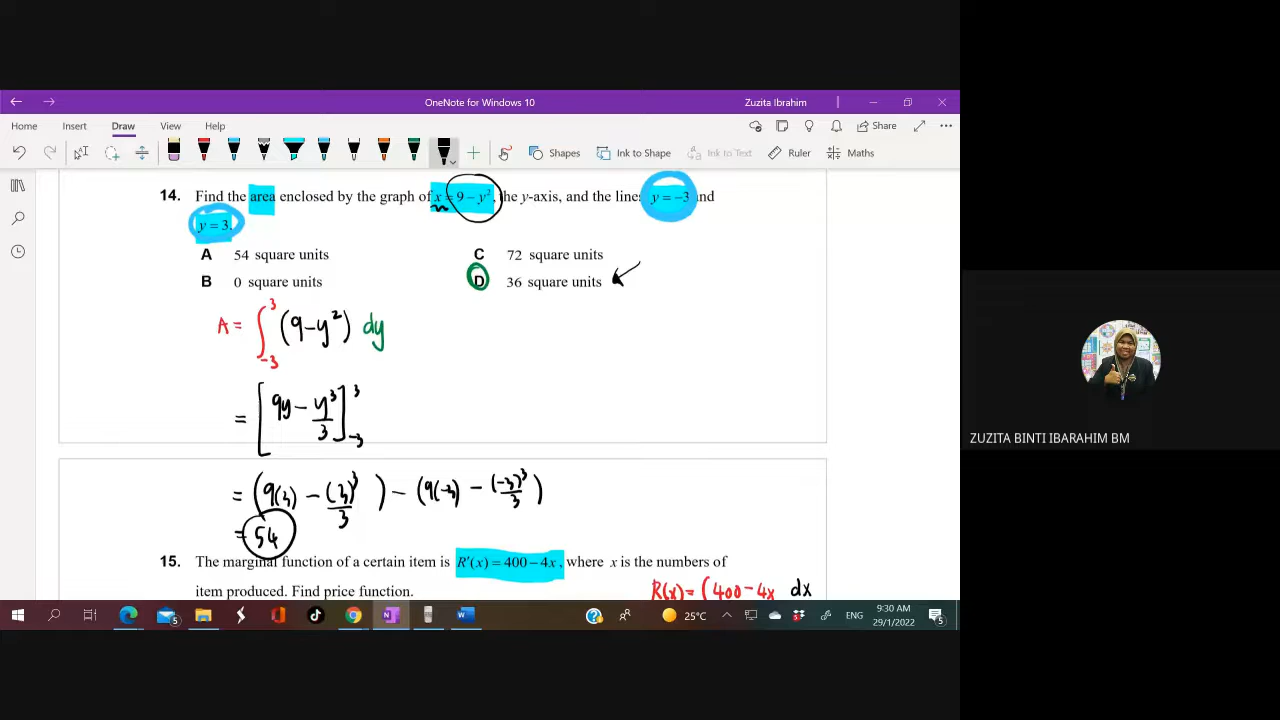 OneNote for Windows 10
Zuzita Ibrahim
Home Insert Draw View Help
Share
Shapes Ink to Shape Ink to Text Ruler Maths
14. Find the area enclosed by the graph of x = 9 − y², the y-axis, and the lines y = −3 and
y = 3.
A 54 square units C 72 square units
B 0 square units D 36 square units
A = ∫₋₃³ (9 − y²) dy
= [9y − y³/3]₋₃³
= (9(3) − (3)³/3) − (9(−3) − (−3)³/3)
= 54
15. The marginal function of a certain item is R′(x) = 400 − 4x, where x is the numbers of
item produced. Find price function.
R(x) = ∫ 400 − 4x dx
ZUZITA BINTI IBARAHIM BM
5 25°C ENG 9:30 AM 29/1/2022 5